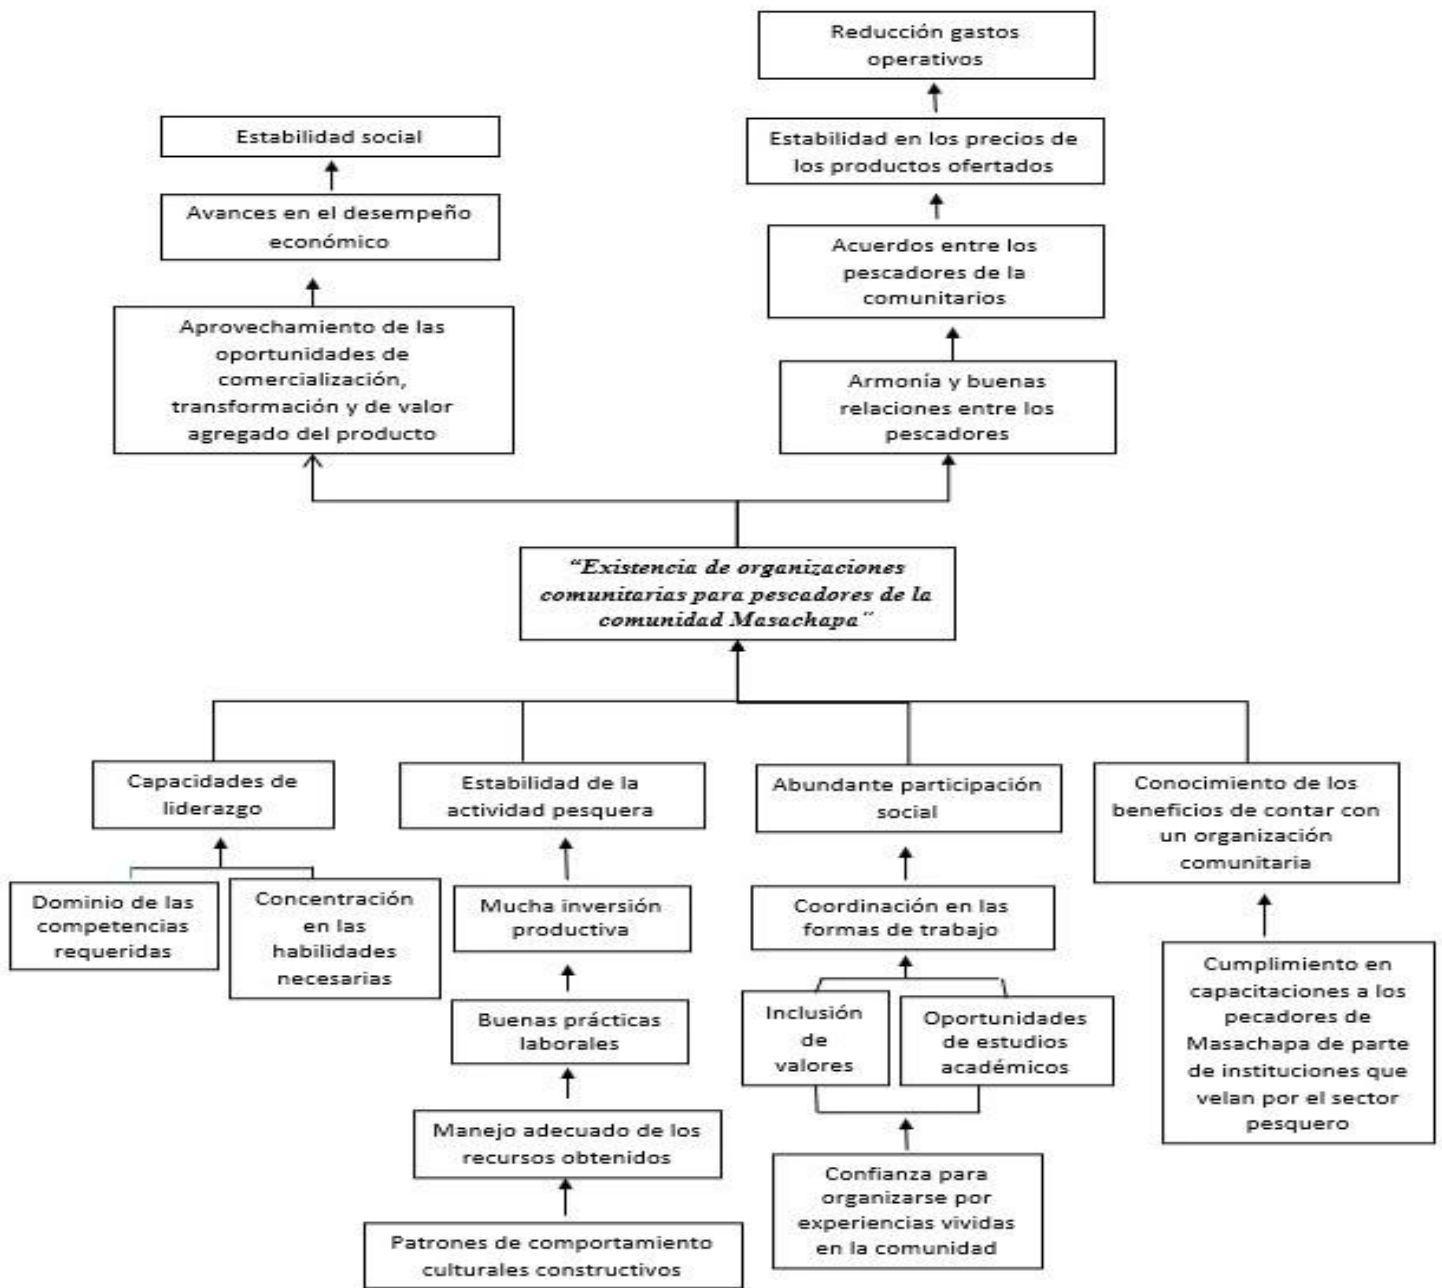 Reducción gastos
operativos
Estabilidad social
Estabilidad en los precios de
los productos ofertados
Avances en el desempeño
económico
Acuerdos entre los
pescadores de la
comunitarios
Aprovechamiento de las
oportunidades de
comercialización,
transformación y de valor
agregado del producto
Armonía y buenas
relaciones entre los
pescadores
“Existencia de organizaciones
comunitarias para pescadores de la
comunidad Masachapa”
Capacidades de
liderazgo
Estabilidad de la
actividad pesquera
Abundante participación
social
Conocimiento de los
beneficios de contar con
un organización
comunitaria
Dominio de las
competencias
requeridas
Concentración
en las
habilidades
necesarias
Mucha inversión
productiva
Coordinación en las
formas de trabajo
Cumplimiento en
capacitaciones a los
pecadores de
Masachapa de parte
de instituciones que
velan por el sector
pesquero
Buenas prácticas
laborales
Inclusión
de
valores
Oportunidades
de estudios
académicos
Manejo adecuado de los
recursos obtenidos
Confianza para
organizarse por
experiencias vividas
en la comunidad
Patrones de comportamiento
culturales constructivos